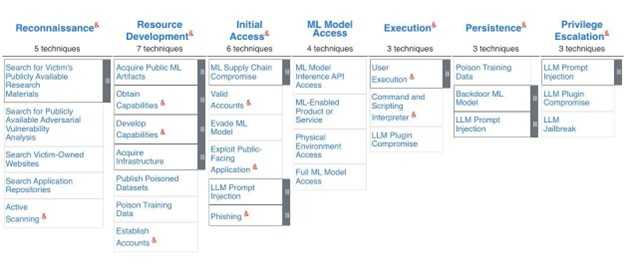 Reconnaissance&
5 techniques
Search for Victim's
Publicly Available
Research
Materials
Search for Publicly
Available Adversarial
Vulnerability
Analysis
Search Victim-Owned
Websites
Search Application
Repositories
Active
Scanning &
Resource
Development&
7 techniques
Acquire Public ML
Artifacts
Obtain
Capabilities &
Develop
Capabilities &
Acquire
Infrastructure
Publish Poisoned
Datasets
Poison Training
Data
Establish
Accounts &
Initial
Access&
6 techniques
ML Supply Chain
Compromise
Valid
Accounts &
Evade ML
Model
Exploit Public-
Facing
Application &
LLM Prompt
Injection
Phishing &
ML Model
Access
4 techniques
ML Model
Inference API
Access
ML-Enabled
Product or
Service
Physical
Environment
Access
Full ML Model
Access
Execution&
3 techniques
User
Execution &
Command and
Scripting
Interpreter &
LLM Plugin
Compromise
Persistence&
3 techniques
Poison Training
Data
Backdoor ML
Model
LLM Prompt
Injection
Privilege
Escalation&
3 techniques
LLM Prompt
Injection
LLM Plugin
Compromise
LLM
Jailbreak